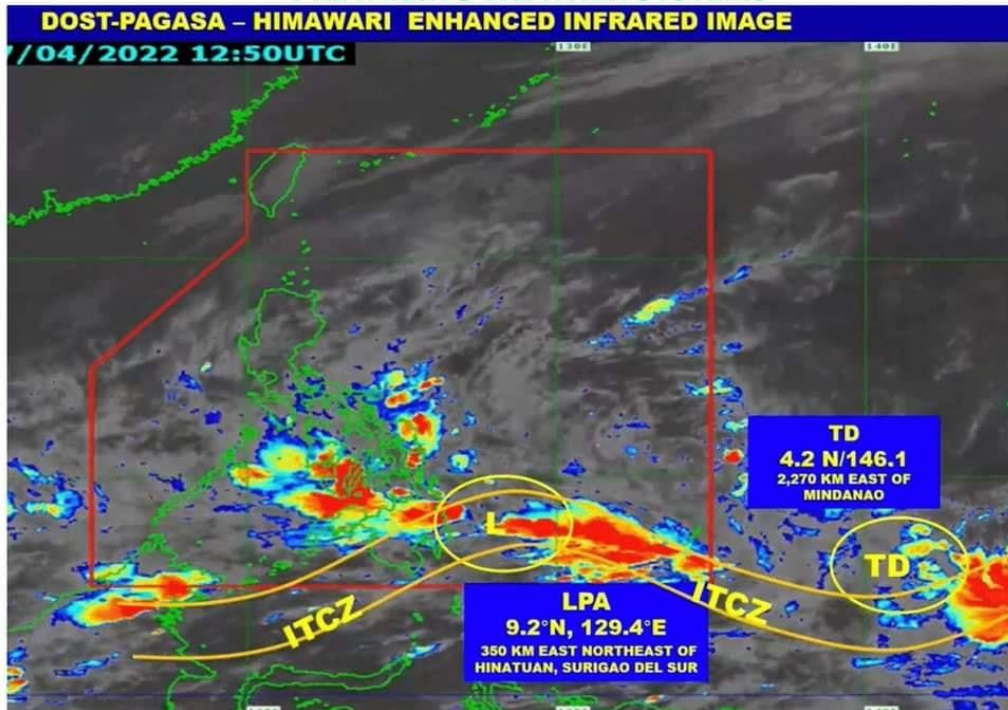 DOST-PAGASA – HIMAWARI ENHANCED INFRARED IMAGE
7/04/2022 12:50UTC
130E
140E
TD
4.2 N/146.1
2,270 KM EAST OF
MINDANAO
L
TD
ITCZ
ITCZ
LPA
9.2°N, 129.4°E
350 KM EAST NORTHEAST OF
HINATUAN, SURIGAO DEL SUR